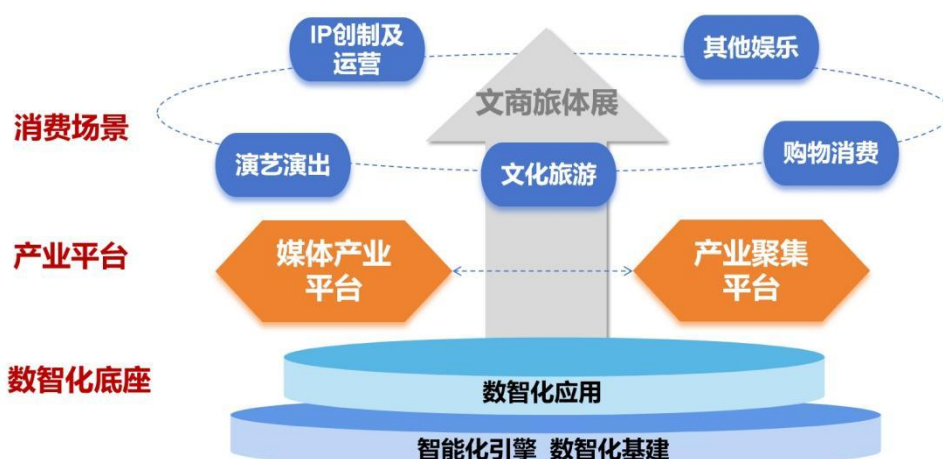 IP创制及
运营
其他娱乐
文商旅体展
消费场景
演艺演出
文化旅游
购物消费
产业平台
媒体产业
平台
产业聚集
平台
数智化底座
数智化应用
智能化引擎 数智化基建